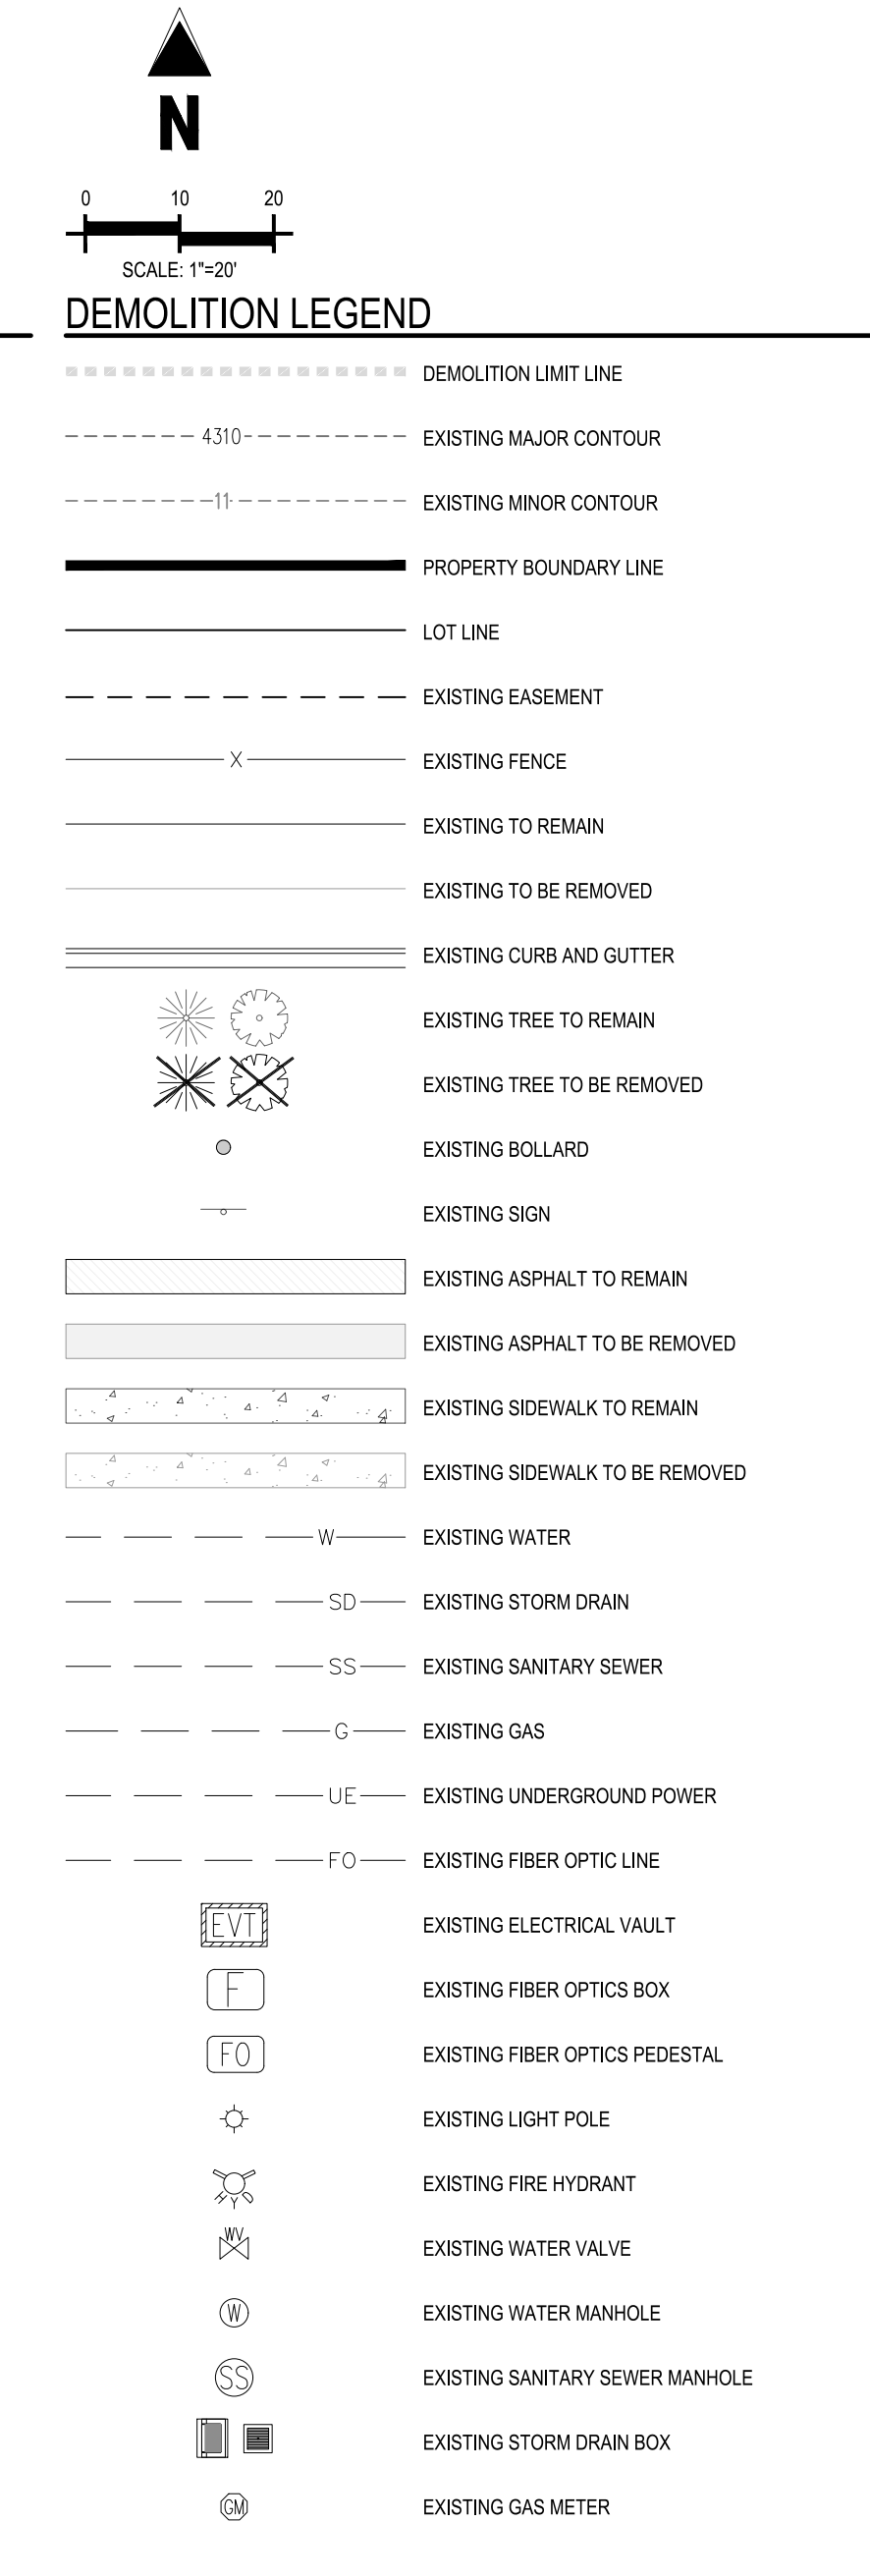 N
0 10 20
SCALE: 1"=20'
DEMOLITION LEGEND
DEMOLITION LIMIT LINE
4310 EXISTING MAJOR CONTOUR
11 EXISTING MINOR CONTOUR
PROPERTY BOUNDARY LINE
LOT LINE
EXISTING EASEMENT
X EXISTING FENCE
EXISTING TO REMAIN
EXISTING TO BE REMOVED
EXISTING CURB AND GUTTER
EXISTING TREE TO REMAIN
EXISTING TREE TO BE REMOVED
EXISTING BOLLARD
EXISTING SIGN
EXISTING ASPHALT TO REMAIN
EXISTING ASPHALT TO BE REMOVED
EXISTING SIDEWALK TO REMAIN
EXISTING SIDEWALK TO BE REMOVED
W EXISTING WATER
SD EXISTING STORM DRAIN
SS EXISTING SANITARY SEWER
G EXISTING GAS
UE EXISTING UNDERGROUND POWER
FO EXISTING FIBER OPTIC LINE
EVT EXISTING ELECTRICAL VAULT
F EXISTING FIBER OPTICS BOX
FO EXISTING FIBER OPTICS PEDESTAL
EXISTING LIGHT POLE
HYD EXISTING FIRE HYDRANT
WV EXISTING WATER VALVE
W EXISTING WATER MANHOLE
SS EXISTING SANITARY SEWER MANHOLE
EXISTING STORM DRAIN BOX
GM EXISTING GAS METER